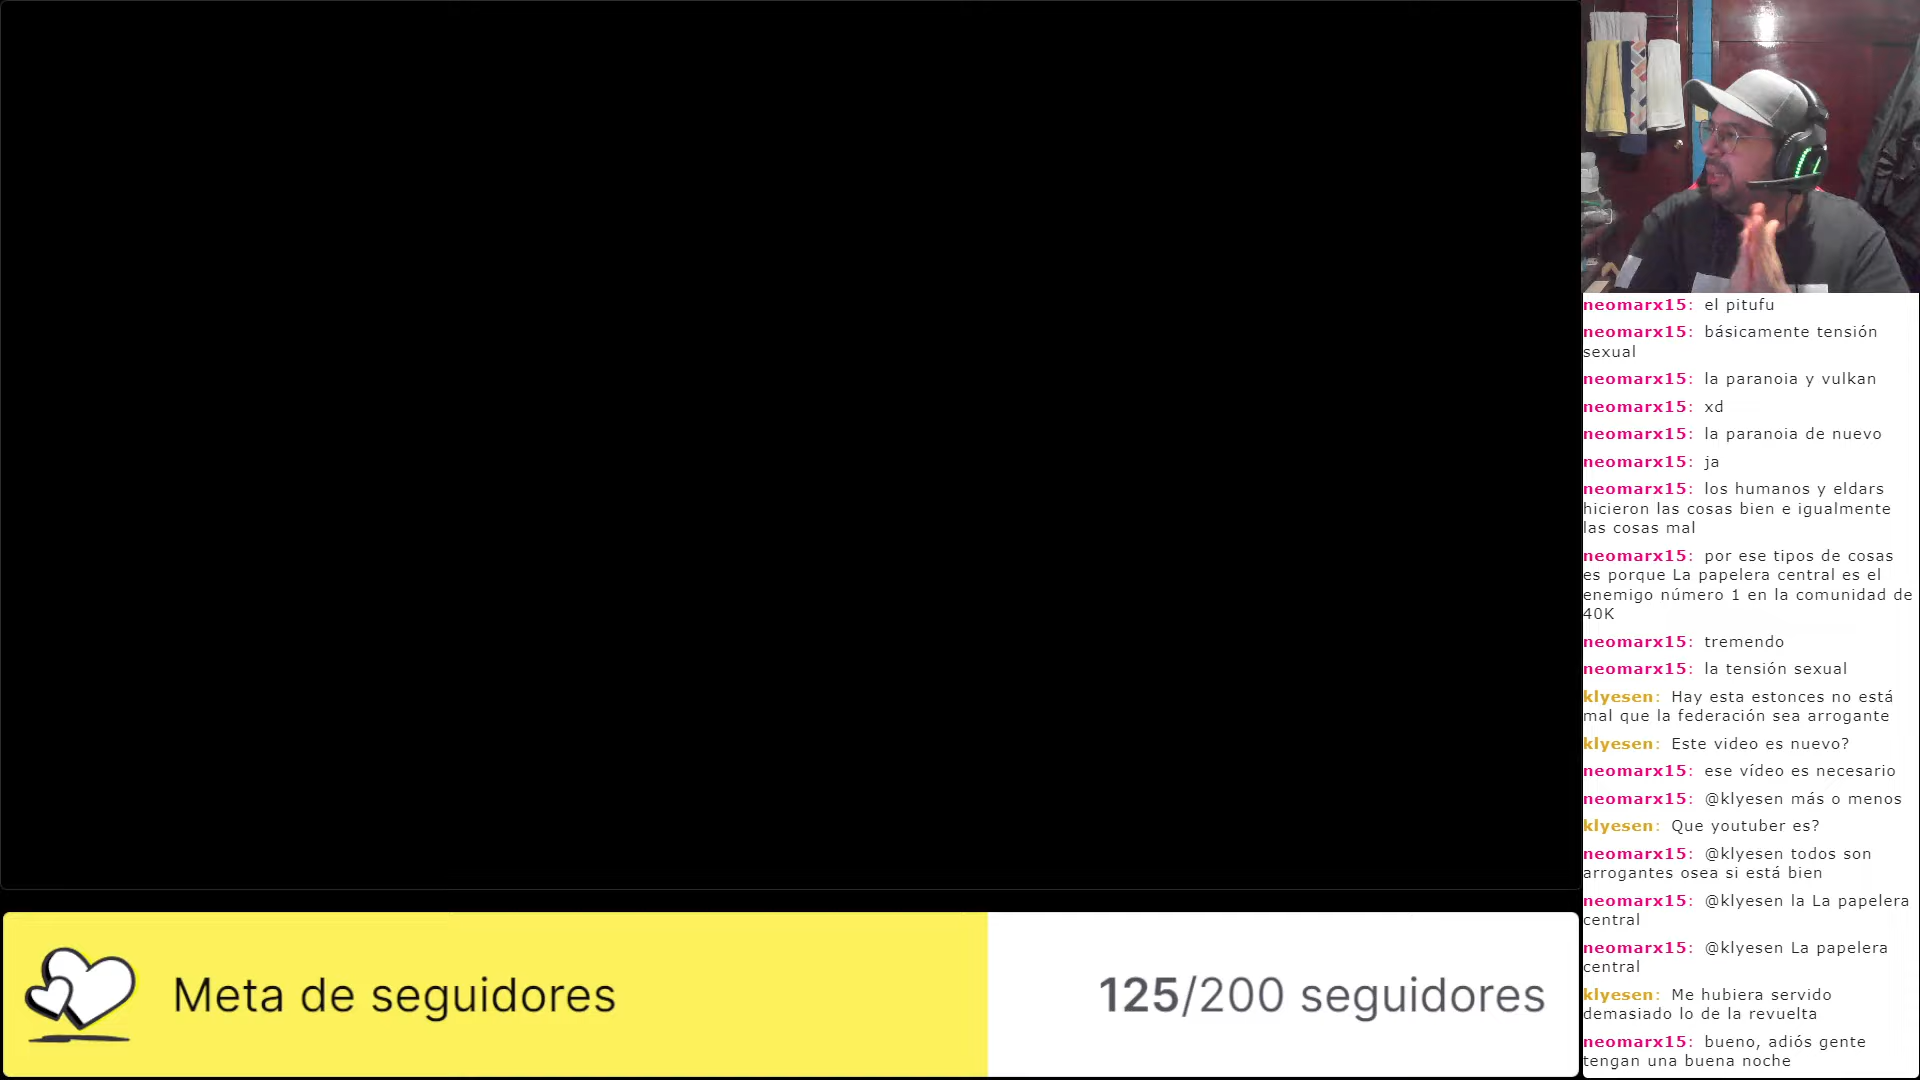 neomarx15: el pitufu
neomarx15: básicamente tensión
sexual
neomarx15: la paranoia y vulkan
neomarx15: xd
neomarx15: la paranoia de nuevo
neomarx15: ja
neomarx15: los humanos y eldars
hicieron las cosas bien e igualmente
las cosas mal
neomarx15: por ese tipos de cosas
es porque La papelera central es el
enemigo número 1 en la comunidad de
40K
neomarx15: tremendo
neomarx15: la tensión sexual
klyesen: Hay esta estonces no está
mal que la federación sea arrogante
klyesen: Este video es nuevo?
neomarx15: ese vídeo es necesario
neomarx15: @klyesen más o menos
klyesen: Que youtuber es?
neomarx15: @klyesen todos son
arrogantes osea si está bien
neomarx15: @klyesen la La papelera
central
neomarx15: @klyesen La papelera
central
klyesen: Me hubiera servido
demasiado lo de la revuelta
neomarx15: bueno, adiós gente
tengan una buena noche
Meta de seguidores
125/200 seguidores